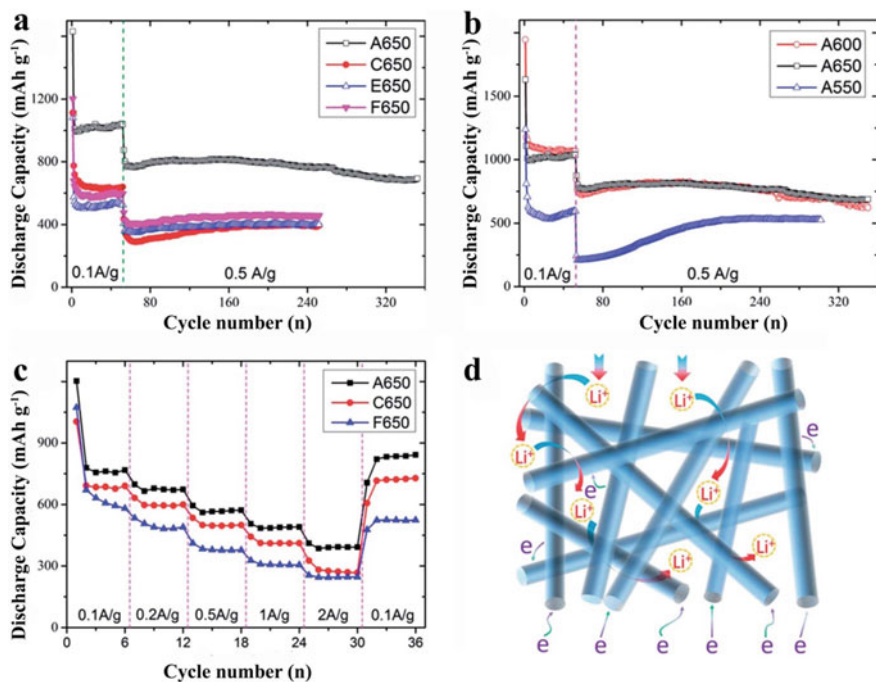 a
Discharge Capacity (mAh g⁻¹)
1200
800
400
0
A650
C650
E650
F650
0.1A/g
0.5 A/g
0 80 160 240 320
Cycle number (n)
b
Discharge Capacity (mAh g⁻¹)
1500
1000
500
0
A600
A650
A550
0.1A/g
0.5 A/g
0 80 160 240 320
Cycle number (n)
c
Discharge Capacity (mAh g⁻¹)
900
600
300
0
A650
C650
F650
0.1A/g 0.2A/g 0.5A/g 1A/g 2A/g 0.1A/g
0 6 12 18 24 30 36
Cycle number (n)
d
Li⁺
Li⁺
e
Li⁺
e
Li⁺
Li⁺
e
Li⁺
Li⁺
e e e e e e